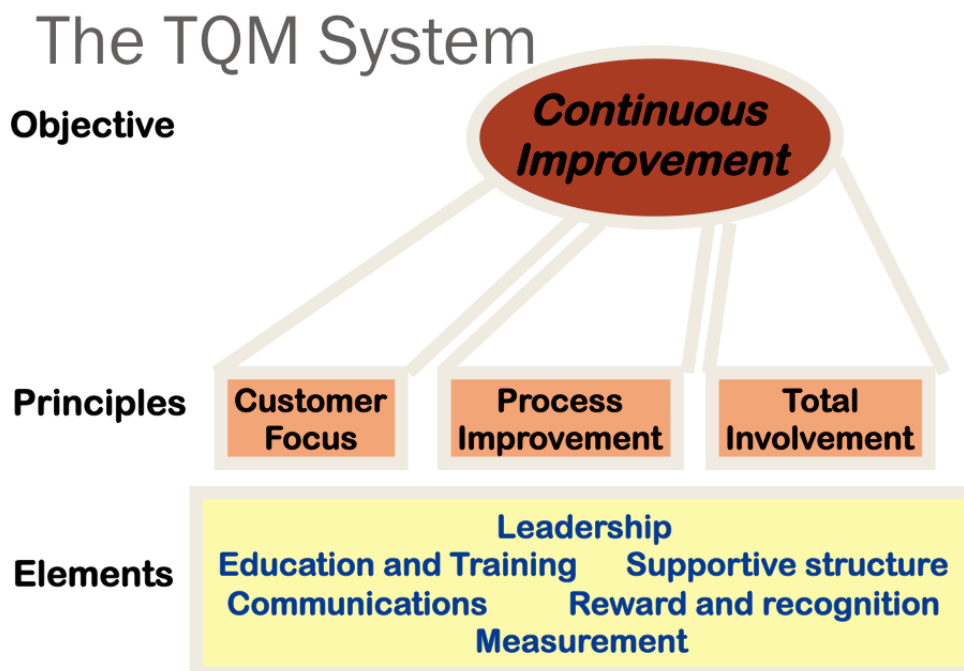 The TQM System
Objective
Continuous
Improvement
Principles
Customer
Focus
Process
Improvement
Total
Involvement
Elements
Leadership
Education and Training Supportive structure
Communications Reward and recognition
Measurement